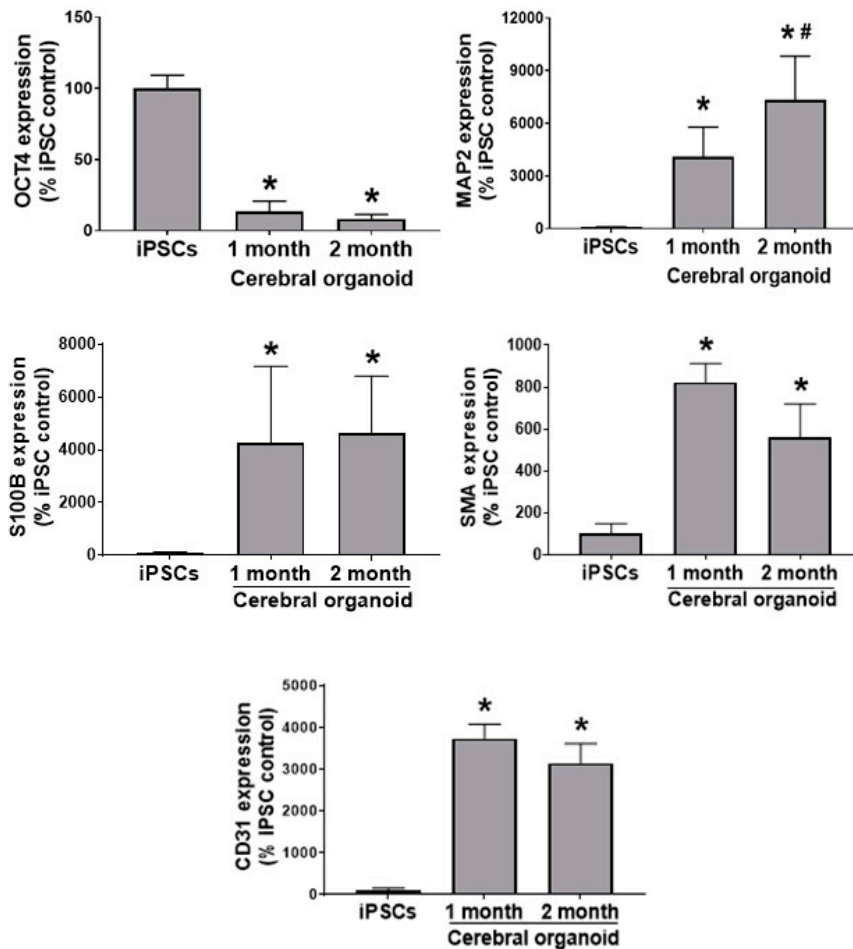 OCT4 expression
(% iPSC control)
150
100
50
0
iPSCs 1 month 2 month
Cerebral organoid
*
*
MAP2 expression
(% iPSC control)
12000
9000
6000
3000
0
iPSCs 1 month 2 month
Cerebral organoid
*
* #
S100B expression
(% iPSC control)
8000
6000
4000
2000
0
iPSCs 1 month 2 month
Cerebral organoid
*
*
SMA expression
(% iPSC control)
1000
800
600
400
200
0
iPSCs 1 month 2 month
Cerebral organoid
*
*
CD31 expression
(% iPSC control)
5000
4000
3000
2000
1000
0
iPSCs 1 month 2 month
Cerebral organoid
*
*